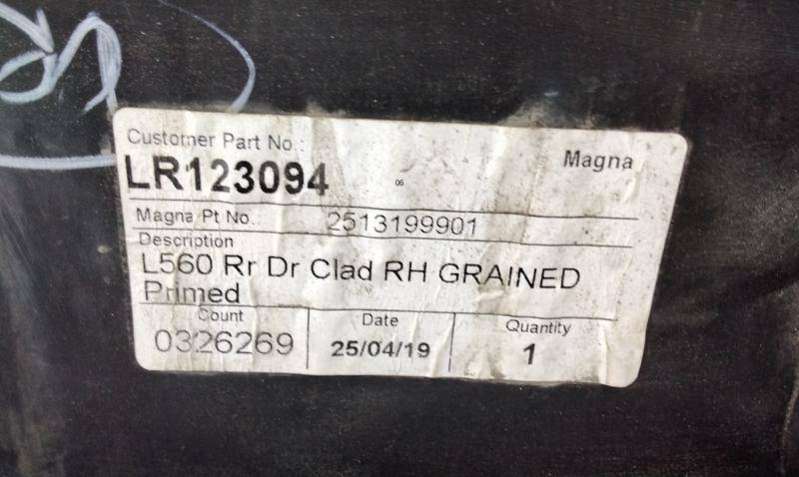 Customer Part No.:
Magna
LR123094
06
Magna Pt No.: 2513199901
Description
L560 Rr Dr Clad RH GRAINED
Primed
Count Date Quantity
0326269 25/04/19 1